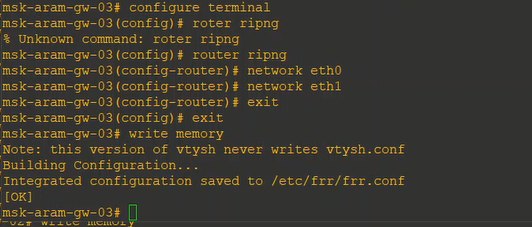 msk-aram-gw-03# configure terminal
msk-aram-gw-03(config)# roter ripng
% Unknown command: roter ripng
msk-aram-gw-03(config)# router ripng
msk-aram-gw-03(config-router)# network eth0
msk-aram-gw-03(config-router)# network eth1
msk-aram-gw-03(config-router)# exit
msk-aram-gw-03(config)# exit
msk-aram-gw-03# write memory
Note: this version of vtysh never writes vtysh.conf
Building Configuration...
Integrated configuration saved to /etc/frr/frr.conf
[OK]
msk-aram-gw-03#
-02# write memory